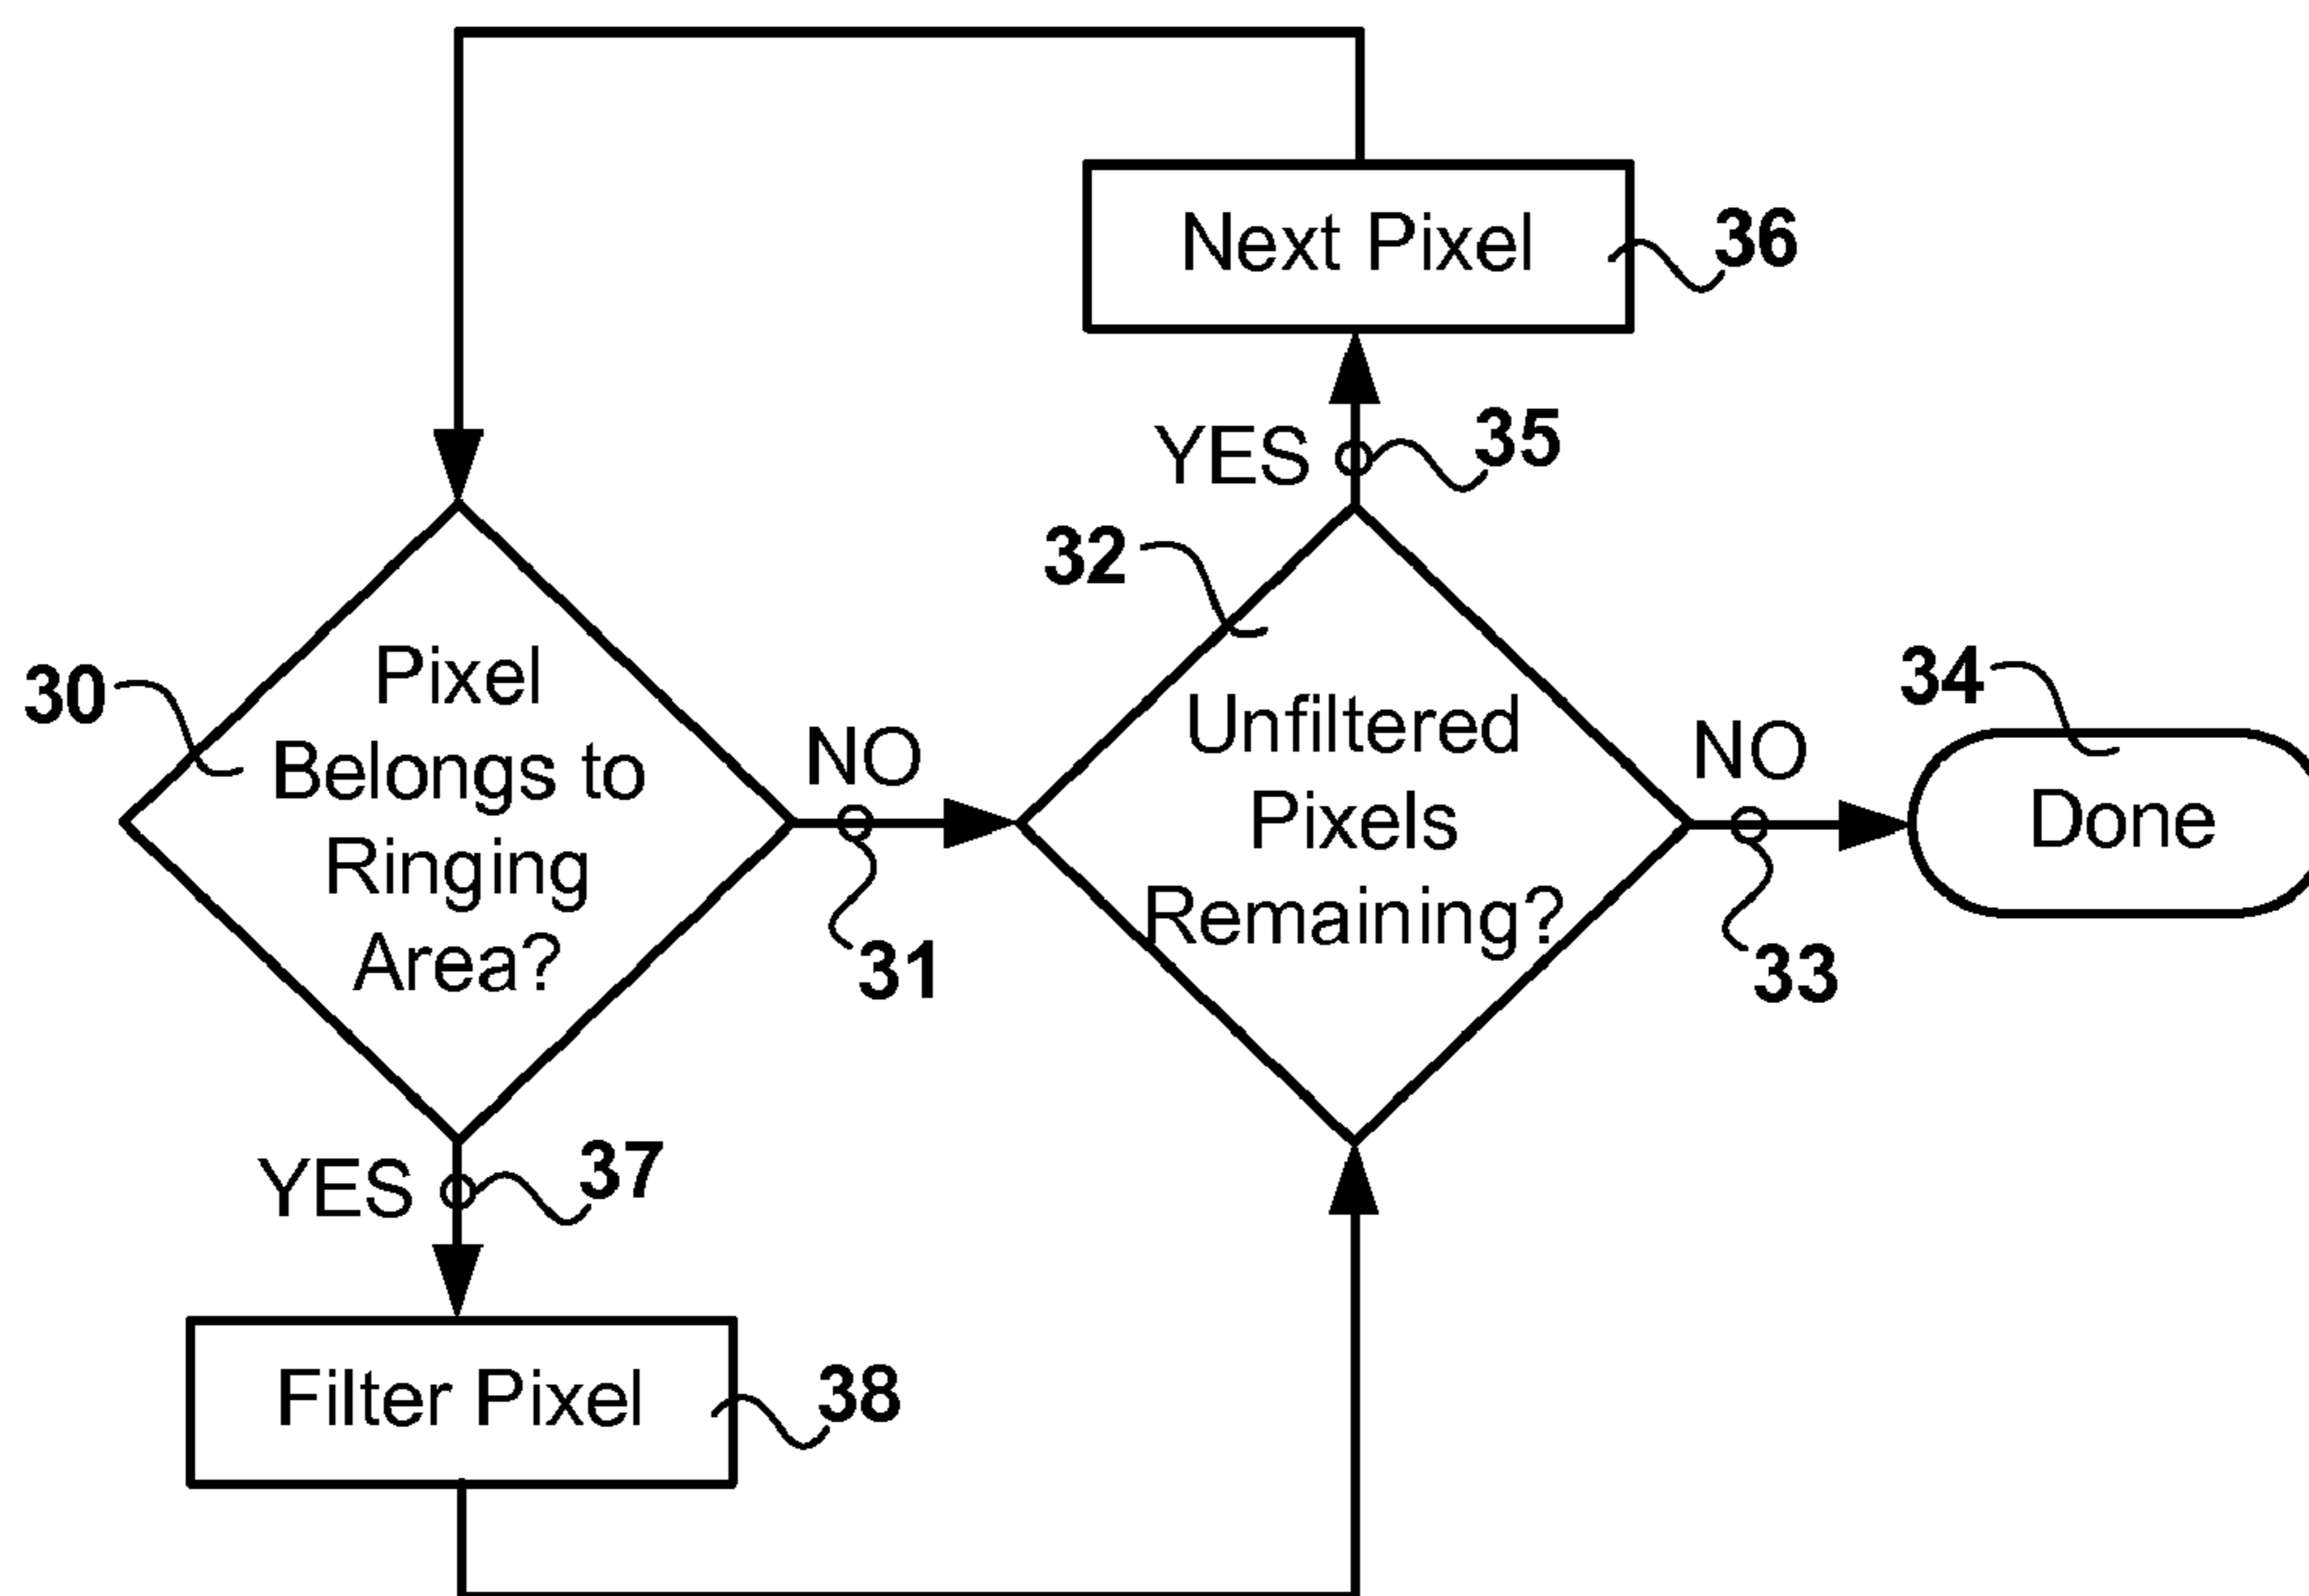 Next Pixel
36
YES
35
32
30
Pixel
Belongs to
Ringing
Area?
NO
31
Unfiltered
Pixels
Remaining?
NO
33
34
Done
YES
37
Filter Pixel
38